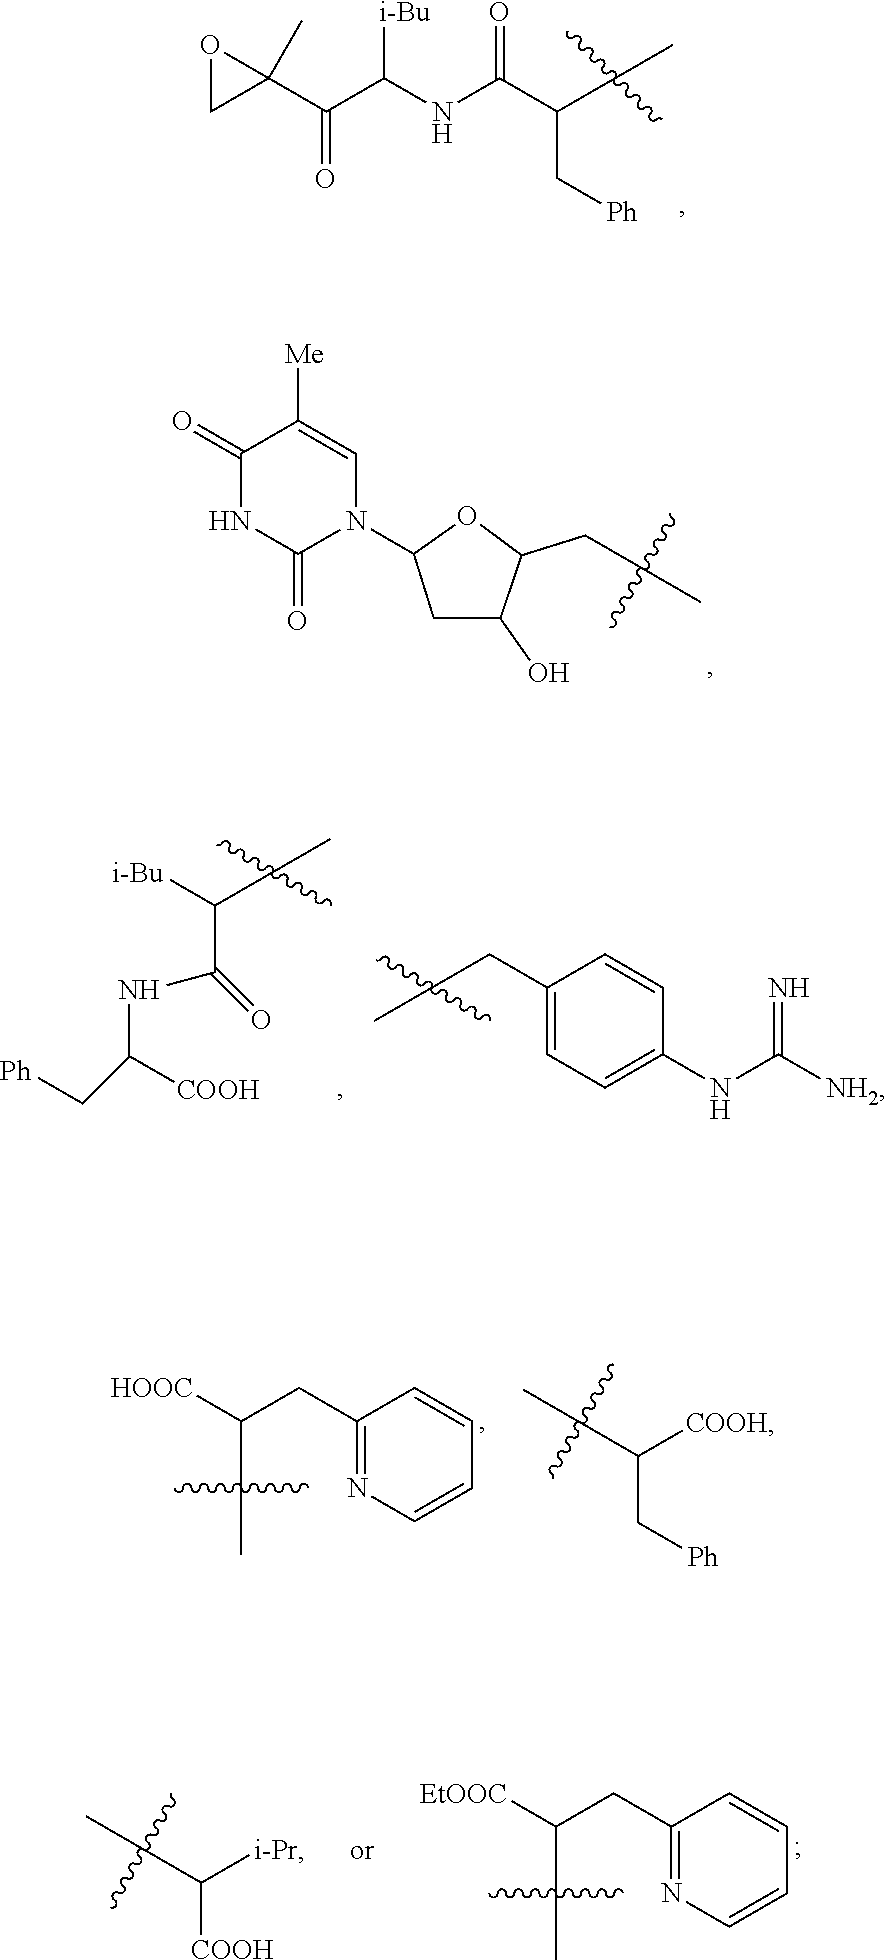 i-Bu
O
O
N
H
O
Ph ,
Me
O
HN
N
O
O
OH ,
i-Bu
NH
O
Ph
COOH ,
NH
N
H
NH2,
HOOC
N ,
COOH,
Ph
i-Pr, or
COOH
EtOOC
N ;